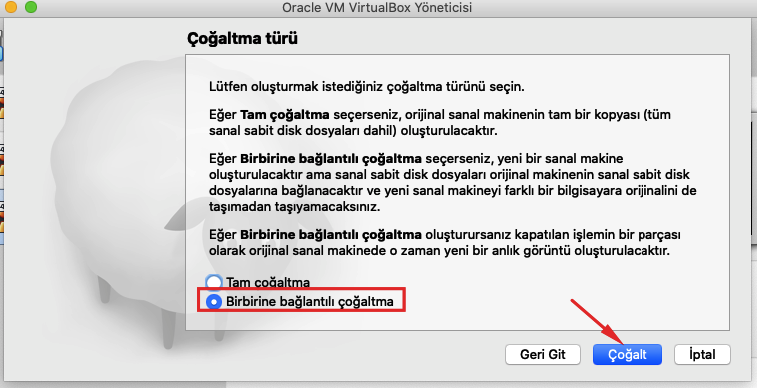 Oracle VM VirtualBox Yöneticisi
Çoğaltma türü
Lütfen oluşturmak istediğiniz çoğaltma türünü seçin.
Eğer Tam çoğaltma seçerseniz, orijinal sanal makinenin tam bir kopyası (tüm
sanal sabit disk dosyaları dahil) oluşturulacaktır.
Eğer Birbirine bağlantılı çoğaltma seçerseniz, yeni bir sanal makine
oluşturulacaktır ama sanal sabit disk dosyaları orijinal makinenin sanal sabit disk
dosyalarına bağlanacaktır ve yeni sanal makineyi farklı bir bilgisayara orijinalini de
taşımadan taşıyamacaksınız.
Eğer Birbirine bağlantılı çoğaltma oluşturursanız kapatılan işlemin bir parçası
olarak orijinal sanal makinede o zaman yeni bir anlık görüntü oluşturulacaktır.
Tam çoğaltma
Birbirine bağlantılı çoğaltma
Geri Git
Çoğalt
İptal